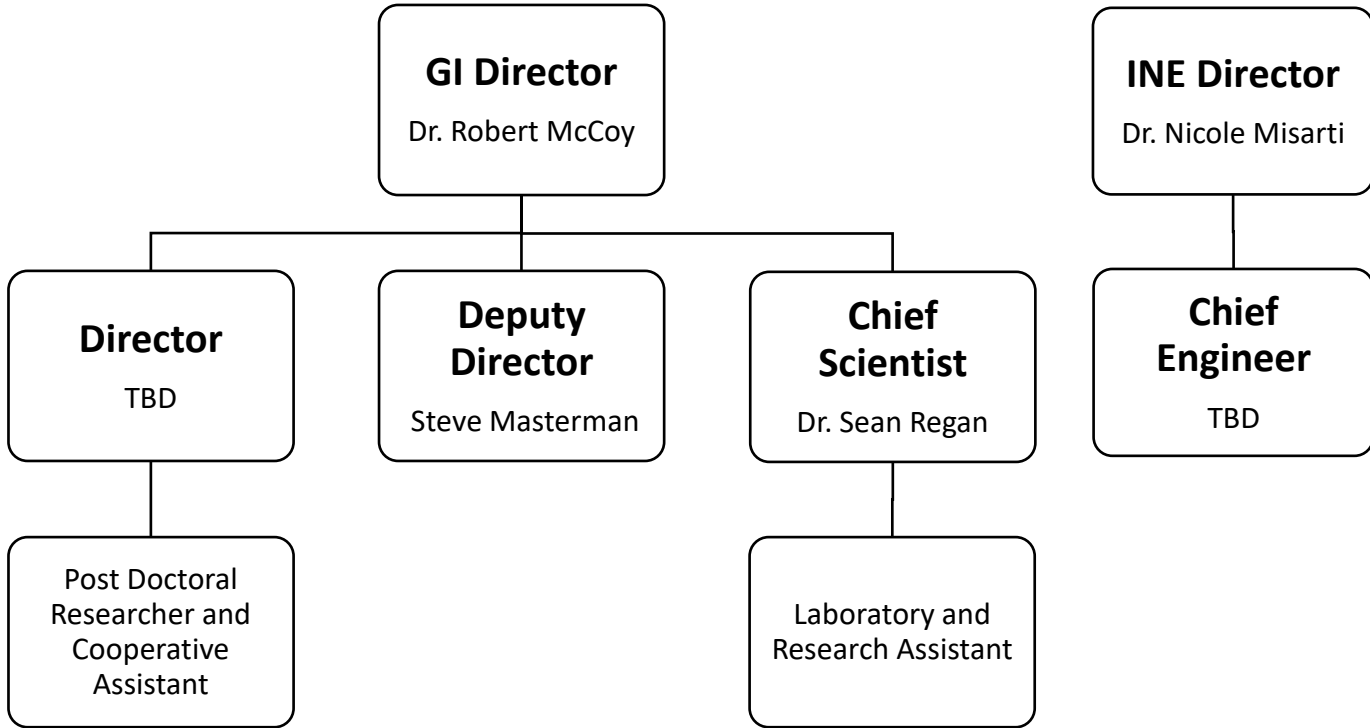 GI Director
Dr. Robert McCoy
INE Director
Dr. Nicole Misarti
Director
TBD
Deputy
Director
Steve Masterman
Chief
Scientist
Dr. Sean Regan
Chief
Engineer
TBD
Post Doctoral
Researcher and
Cooperative
Assistant
Laboratory and
Research Assistant